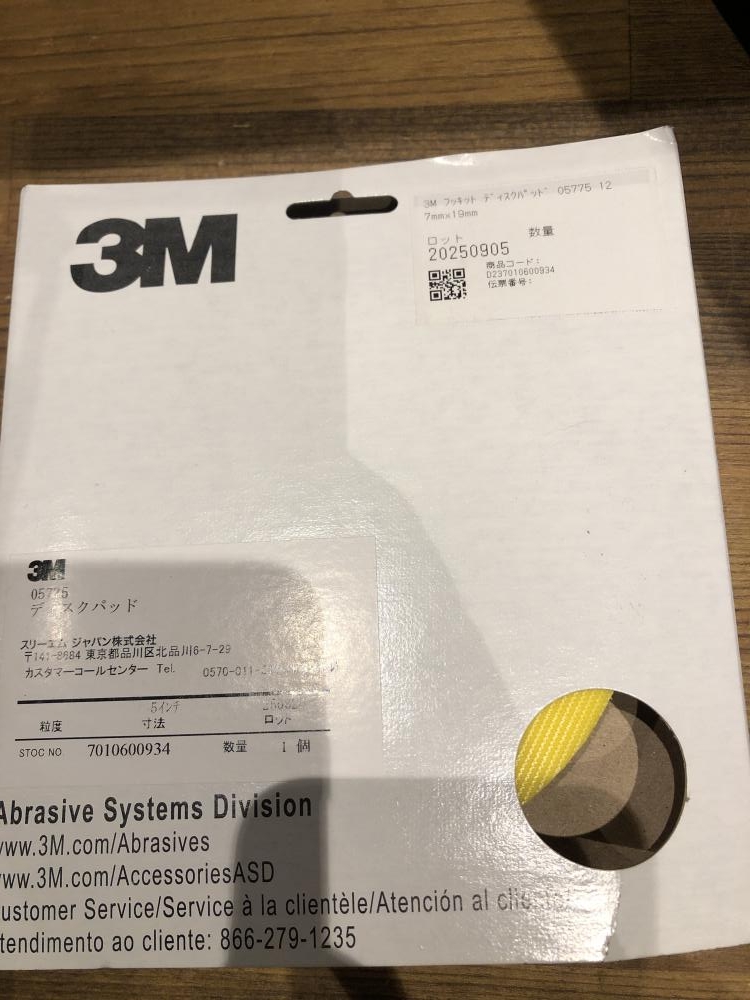 3M
3M フッキット ディスクパッド 05775 12
7mm×19mm
ロット 数量
20250905
商品コード:
D237010600934
伝票番号:
3M
05775
ディスクパッド
スリーエム ジャパン株式会社
〒141-8684 東京都品川区北品川6-7-29
カスタマーコールセンター Tel. 0570-011-
5インチ
粒度 寸法 ロット
STOC NO 7010600934 数量 1 個
Abrasive Systems Division
www.3M.com/Abrasives
www.3M.com/AccessoriesASD
ustomer Service/Service à la clientèle/Atención al cliente/
tendimento ao cliente: 866-279-1235